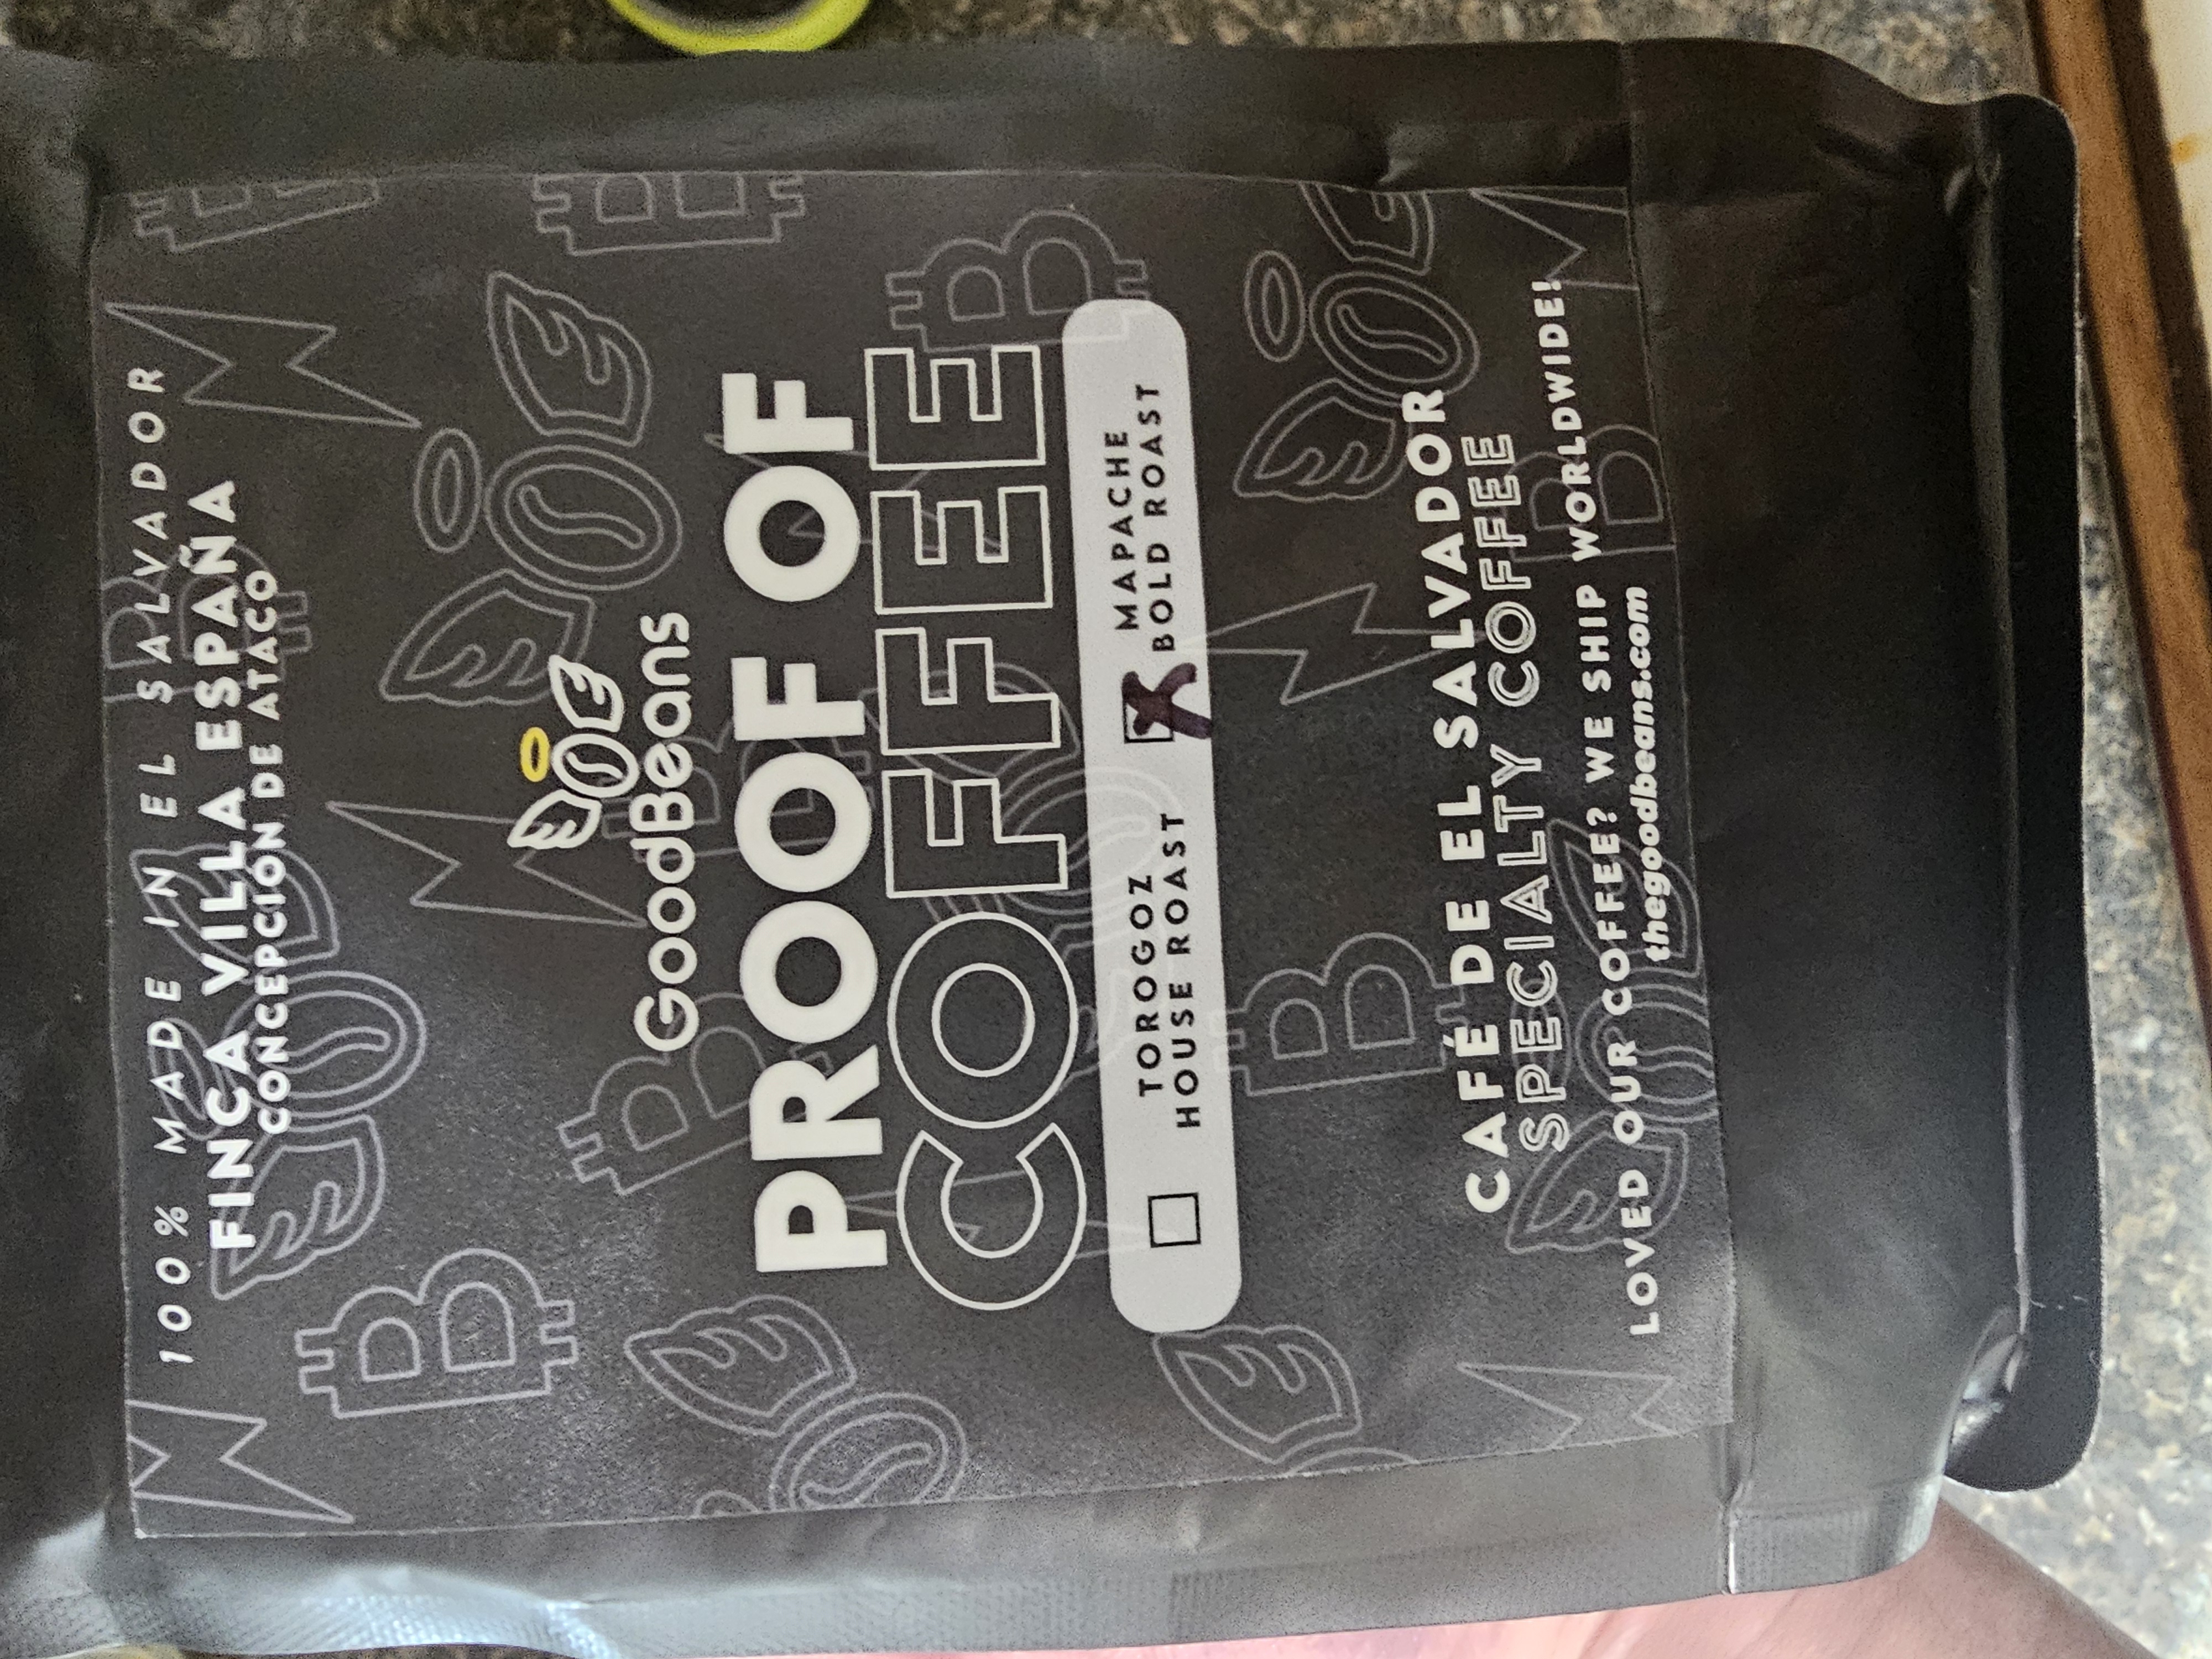 100% MADE IN EL SALVADOR
FINCA VILLA ESPAÑA
CONCEPCIÓN DE ATACO
GoodBeans
PROOF OF
COFFEE
TOROGOZ
HOUSE ROAST
MAPACHE
BOLD ROAST
CAFÉ DE EL SALVADOR
SPECIALTY COFFEE
LOVED OUR COFFEE? WE SHIP WORLDWIDE!
thegoodbeans.com